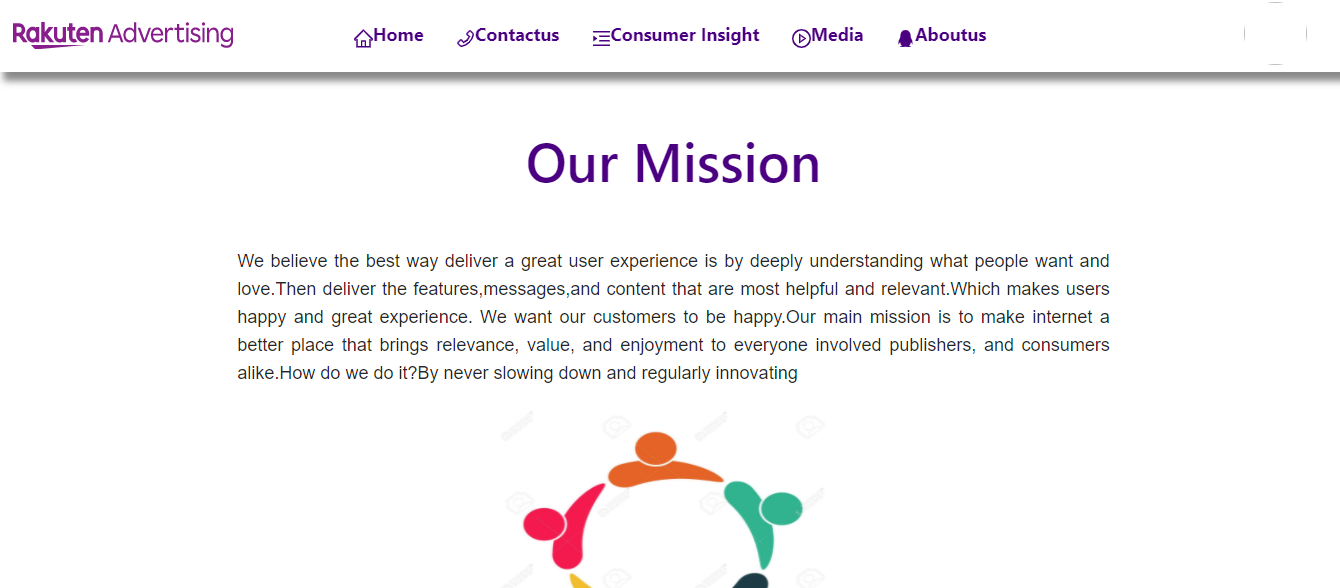 Rakuten Advertising Home Contactus Consumer Insight Media Aboutus
Our Mission
We believe the best way deliver a great user experience is by deeply understanding what people want and
love.Then deliver the features,messages,and content that are most helpful and relevant.Which makes users
happy and great experience. We want our customers to be happy.Our main mission is to make internet a
better place that brings relevance, value, and enjoyment to everyone involved publishers, and consumers
alike.How do we do it?By never slowing down and regularly innovating